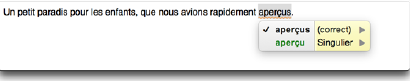 Un petit paradis pour les enfants, que nous avions rapidement aperçus.
✓ aperçus (correct) ▶
aperçu Singulier ▶